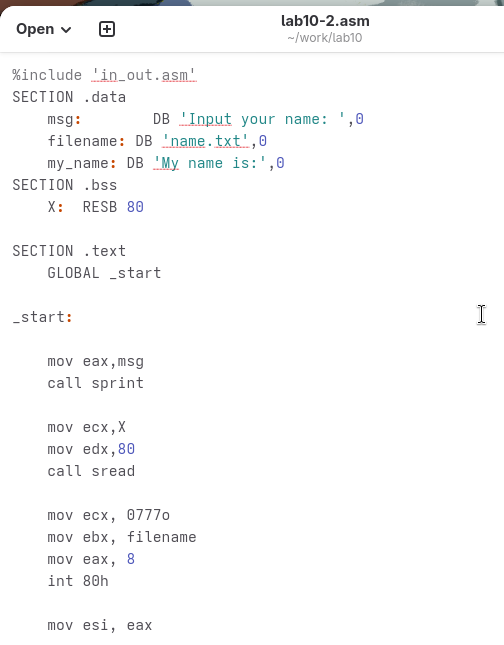 Open
lab10-2.asm
~/work/lab10
%include 'in_out.asm'
SECTION .data
    msg:        DB 'Input your name: ',0
    filename: DB 'name.txt',0
    my_name: DB 'My name is:',0
SECTION .bss
    X:  RESB 80

SECTION .text
    GLOBAL _start

_start:

    mov eax,msg
    call sprint

    mov ecx,X
    mov edx,80
    call sread

    mov ecx, 0777o
    mov ebx, filename
    mov eax, 8
    int 80h

    mov esi, eax